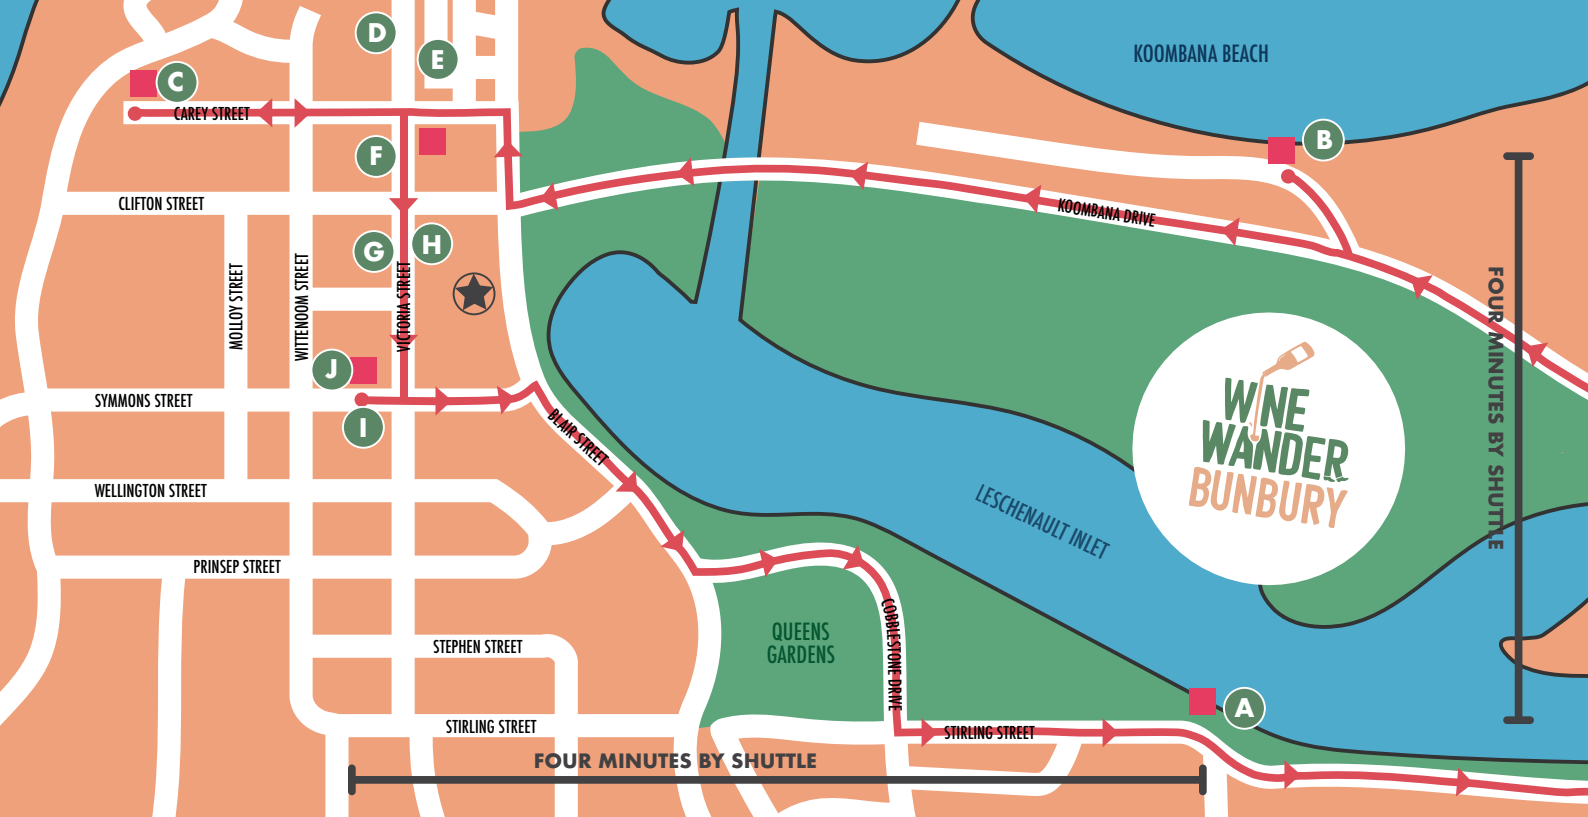 D
E
KOOMBANA BEACH
C
CAREY STREET
B
F
CLIFTON STREET
KOOMBANA DRIVE
G
H
MOLLOY STREET
WITTENOOM STREET
VICTORIA STREET
FOUR MINUTES BY SHUTTLE
J
SYMMONS STREET
I
BLAIR STREET
WINE
WANDER
BUNBURY
WELLINGTON STREET
LESCHENAULT INLET
PRINSEP STREET
COBBLESTONE DRIVE
QUEENS
GARDENS
STEPHEN STREET
A
STIRLING STREET
STIRLING STREET
FOUR MINUTES BY SHUTTLE